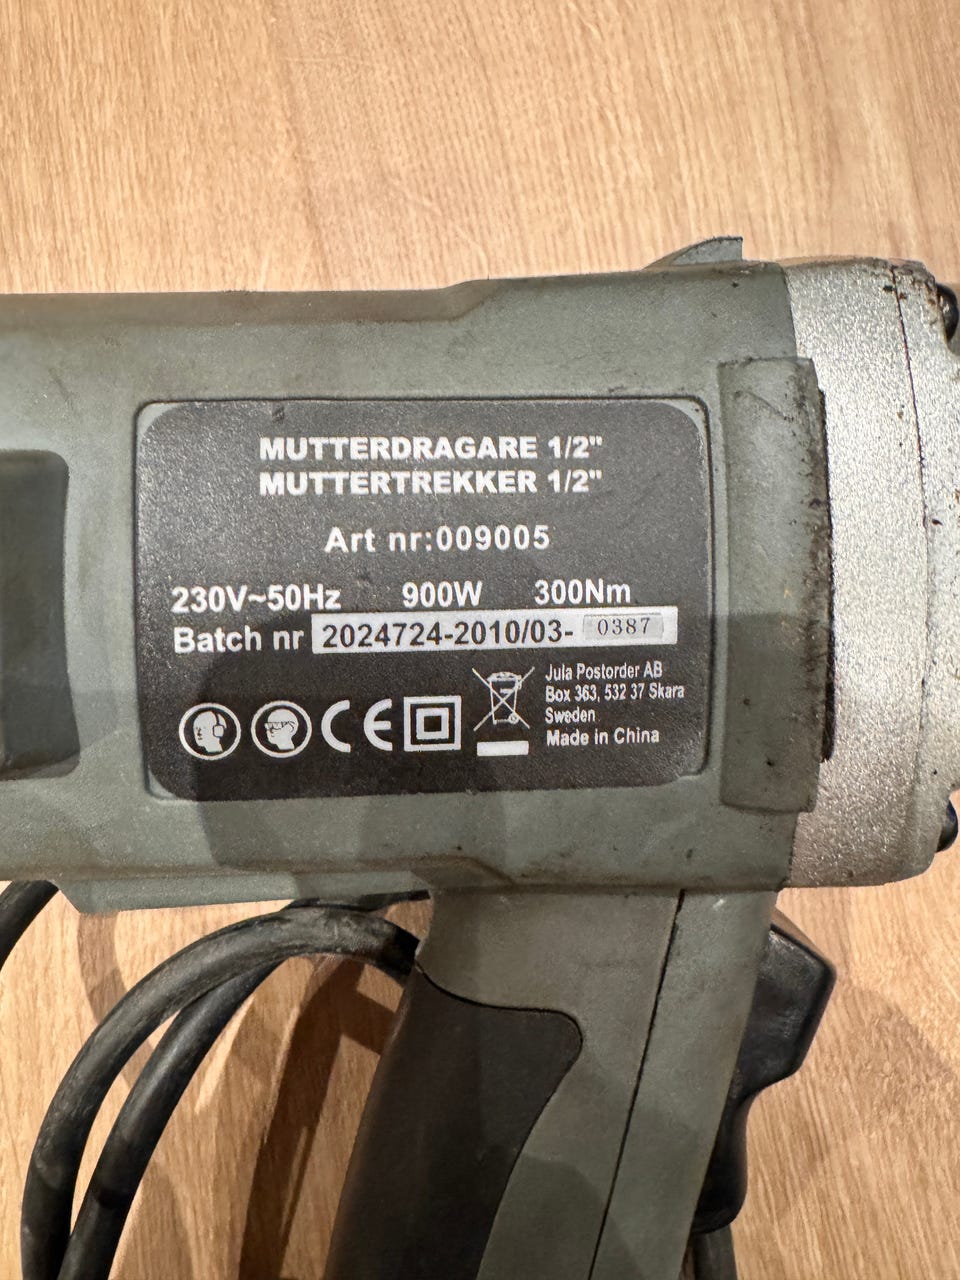 MUTTERDRAGARE 1/2"
MUTTERTREKKER 1/2"
Art nr:009005
230V~50Hz 900W 300Nm
Batch nr 2024724-2010/03- 0387
CE
Jula Postorder AB
Box 363, 532 37 Skara
Sweden
Made in China